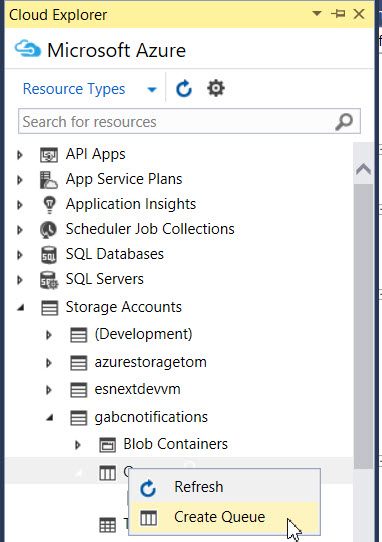 Cloud Explorer
Microsoft Azure
Resource Types
Search for resources
API Apps
App Service Plans
Application Insights
Scheduler Job Collections
SQL Databases
SQL Servers
Storage Accounts
(Development)
azurestoragetom
esnextdevvm
gabcnotifications
Blob Containers
Refresh
Create Queue